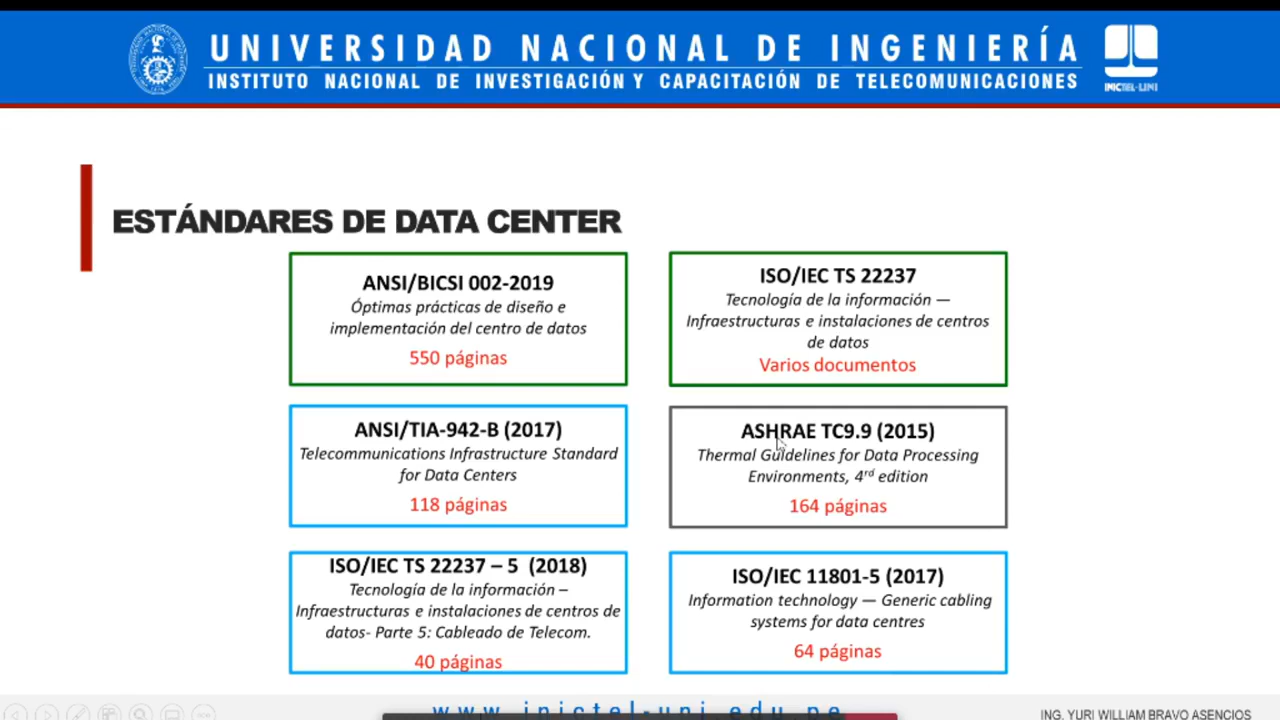 UNIVERSIDAD NACIONAL DE INGENIERÍA
INSTITUTO NACIONAL DE INVESTIGACIÓN Y CAPACITACIÓN DE TELECOMUNICACIONES
INICTEL-UNI
ESTÁNDARES DE DATA CENTER
ANSI/BICSI 002-2019
Óptimas prácticas de diseño e
implementación del centro de datos
550 páginas
ISO/IEC TS 22237
Tecnología de la información —
Infraestructuras e instalaciones de centros
de datos
Varios documentos
ANSI/TIA-942-B (2017)
Telecommunications Infrastructure Standard
for Data Centers
118 páginas
ASHRAE TC9.9 (2015)
Thermal Guidelines for Data Processing
Environments, 4rd edition
164 páginas
ISO/IEC TS 22237 – 5 (2018)
Tecnología de la información –
Infraestructuras e instalaciones de centros de
datos- Parte 5: Cableado de Telecom.
40 páginas
ISO/IEC 11801-5 (2017)
Information technology — Generic cabling
systems for data centres
64 páginas
www.inictel-uni.edu.pe
ING. YURI WILLIAM BRAVO ASENCIOS